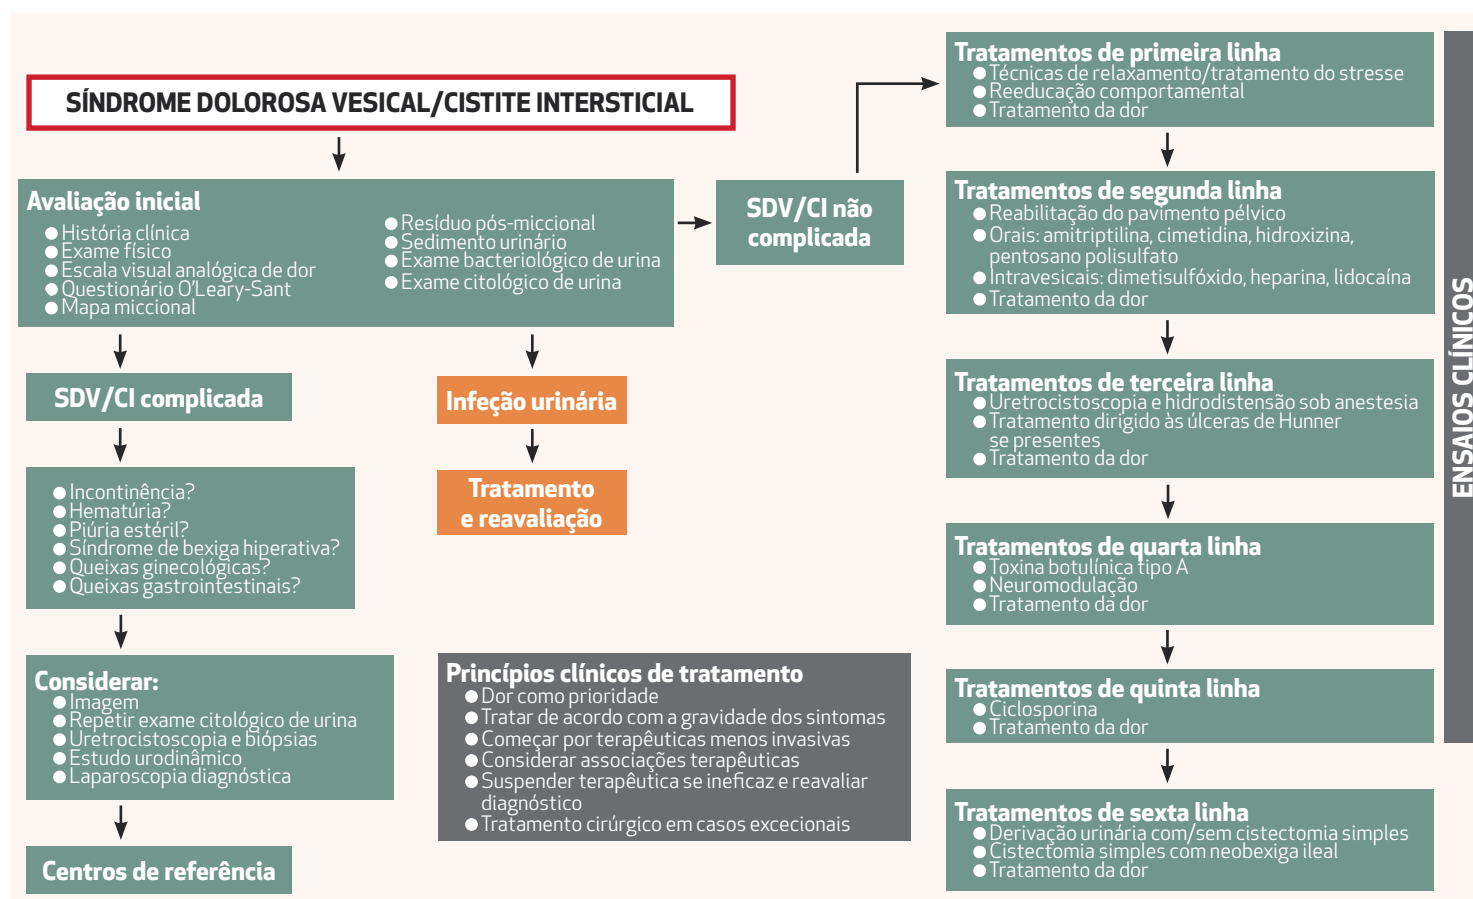 SÍNDROME DOLOROSA VESICAL/CISTITE INTERSTICIAL
Avaliação inicial
● História clínica
● Exame físico
● Escala visual analógica de dor
● Questionário O'Leary-Sant
● Mapa miccional
● Resíduo pós-miccional
● Sedimento urinário
● Exame bacteriológico de urina
● Exame citológico de urina
SDV/CI não
complicada
SDV/CI complicada
● Incontinência?
● Hematúria?
● Piúria estéril?
● Síndrome de bexiga hiperativa?
● Queixas ginecológicas?
● Queixas gastrointestinais?
Considerar:
● Imagem
● Repetir exame citológico de urina
● Uretrocistoscopia e biópsias
● Estudo urodinâmico
● Laparoscopia diagnóstica
Centros de referência
Infeção urinária
Tratamento
e reavaliação
Princípios clínicos de tratamento
● Dor como prioridade
● Tratar de acordo com a gravidade dos sintomas
● Começar por terapêuticas menos invasivas
● Considerar associações terapêuticas
● Suspender terapêutica se ineficaz e reavaliar
diagnóstico
● Tratamento cirúrgico em casos excecionais
Tratamentos de primeira linha
● Técnicas de relaxamento/tratamento do stresse
● Reeducação comportamental
● Tratamento da dor
Tratamentos de segunda linha
● Reabilitação do pavimento pélvico
● Orais: amitriptilina, cimetidina, hidroxizina,
pentosano polisulfato
● Intravesicais: dimetisulfóxido, heparina, lidocaína
● Tratamento da dor
Tratamentos de terceira linha
● Uretrocistoscopia e hidrodistensão sob anestesia
● Tratamento dirigido às úlceras de Hunner
se presentes
● Tratamento da dor
Tratamentos de quarta linha
● Toxina botulínica tipo A
● Neuromodulação
● Tratamento da dor
Tratamentos de quinta linha
● Ciclosporina
● Tratamento da dor
Tratamentos de sexta linha
● Derivação urinária com/sem cistectomia simples
● Cistectomia simples com neobexiga ileal
● Tratamento da dor
ENSAIOS CLÍNICOS